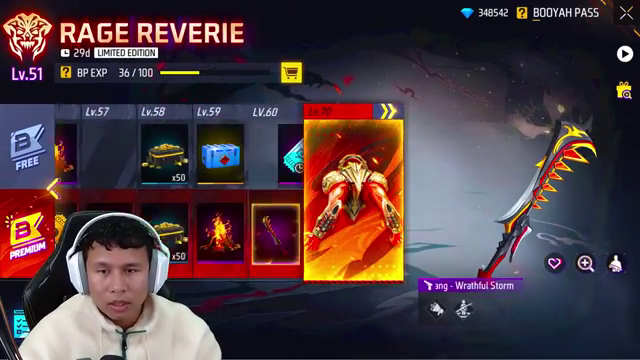 RAGE REVERIE
348542
BOOYAH PASS
29d
LIMITED EDITION
Lv.51
BP EXP
36 / 100
Lv.57
Lv.58
Lv.59
LV.60
FREE
x50
PREMIUM
x50
ang - Wrathful Storm